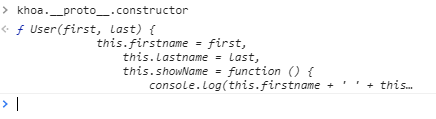 > khoa.__proto__.constructor
ƒ User(first, last) {
this.firstname = first,
this.lastname = last,
this.showName = function () {
console.log(this.firstname + ' ' + this…
>